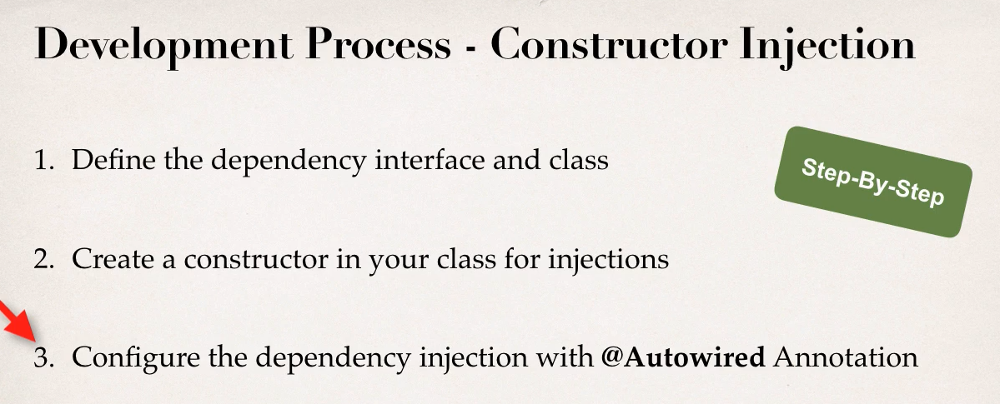 Development Process - Constructor Injection
Step-By-Step
1. Define the dependency interface and class
2. Create a constructor in your class for injections
3. Configure the dependency injection with @Autowired Annotation